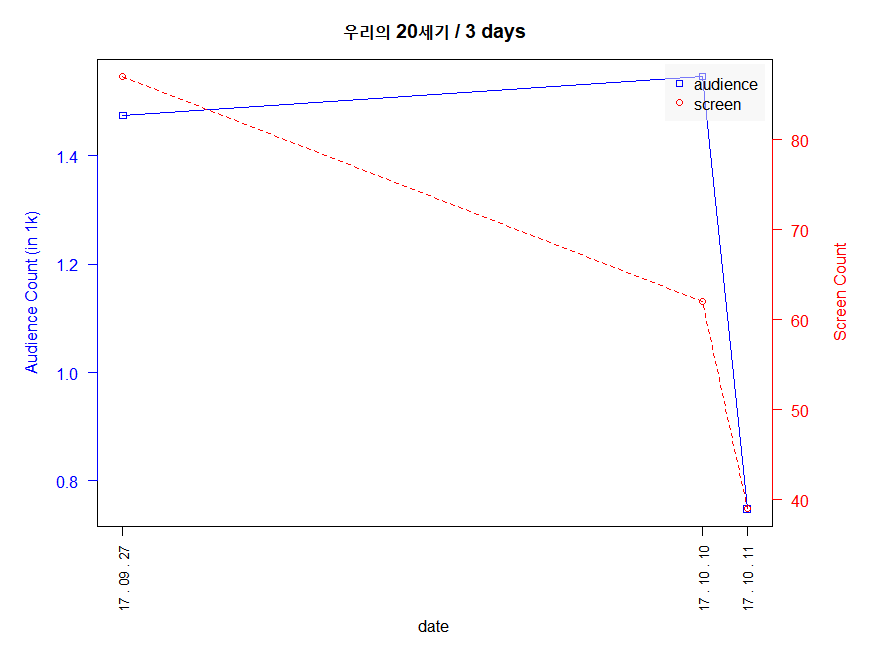 우리의 20세기 / 3 days
audience
screen
Audience Count (in 1k)
1.4
1.2
1.0
0.8
80
70
60
50
40
Screen Count
17 . 09 . 27
17 . 10 . 10
17 . 10 . 11
date